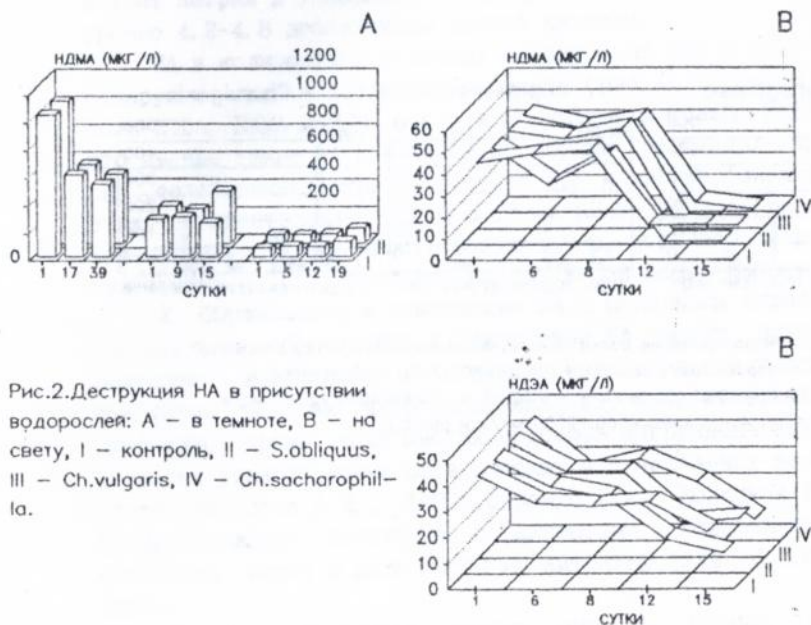 A
НДМА (МКГ/Л)
1200
1000
800
600
400
200
0
1 17 39 9 15 1 5 12 19
I
II
СУТКИ
B
НДМА (МКГ/Л)
60
50
40
30
20
10
0
1 6 8 12 15
I
II
III
IV
СУТКИ
Рис.2.Деструкция НА в присутствии
водорослей: А – в темноте, В – на
свету, I – контроль, II – S.obliquus,
III – Ch.vulgaris, IV – Ch.sacharophil-
la.
B
НДЭА (МКГ/Л)
50
40
30
20
10
0
1 6 8 12 15
I
II
III
IV
СУТКИ